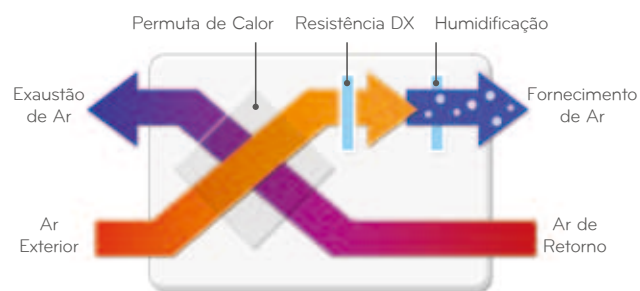 Permuta de Calor
Resistência DX
Humidificação
Exaustão
de Ar
Fornecimento
de Ar
Ar
Exterior
Ar de
Retorno